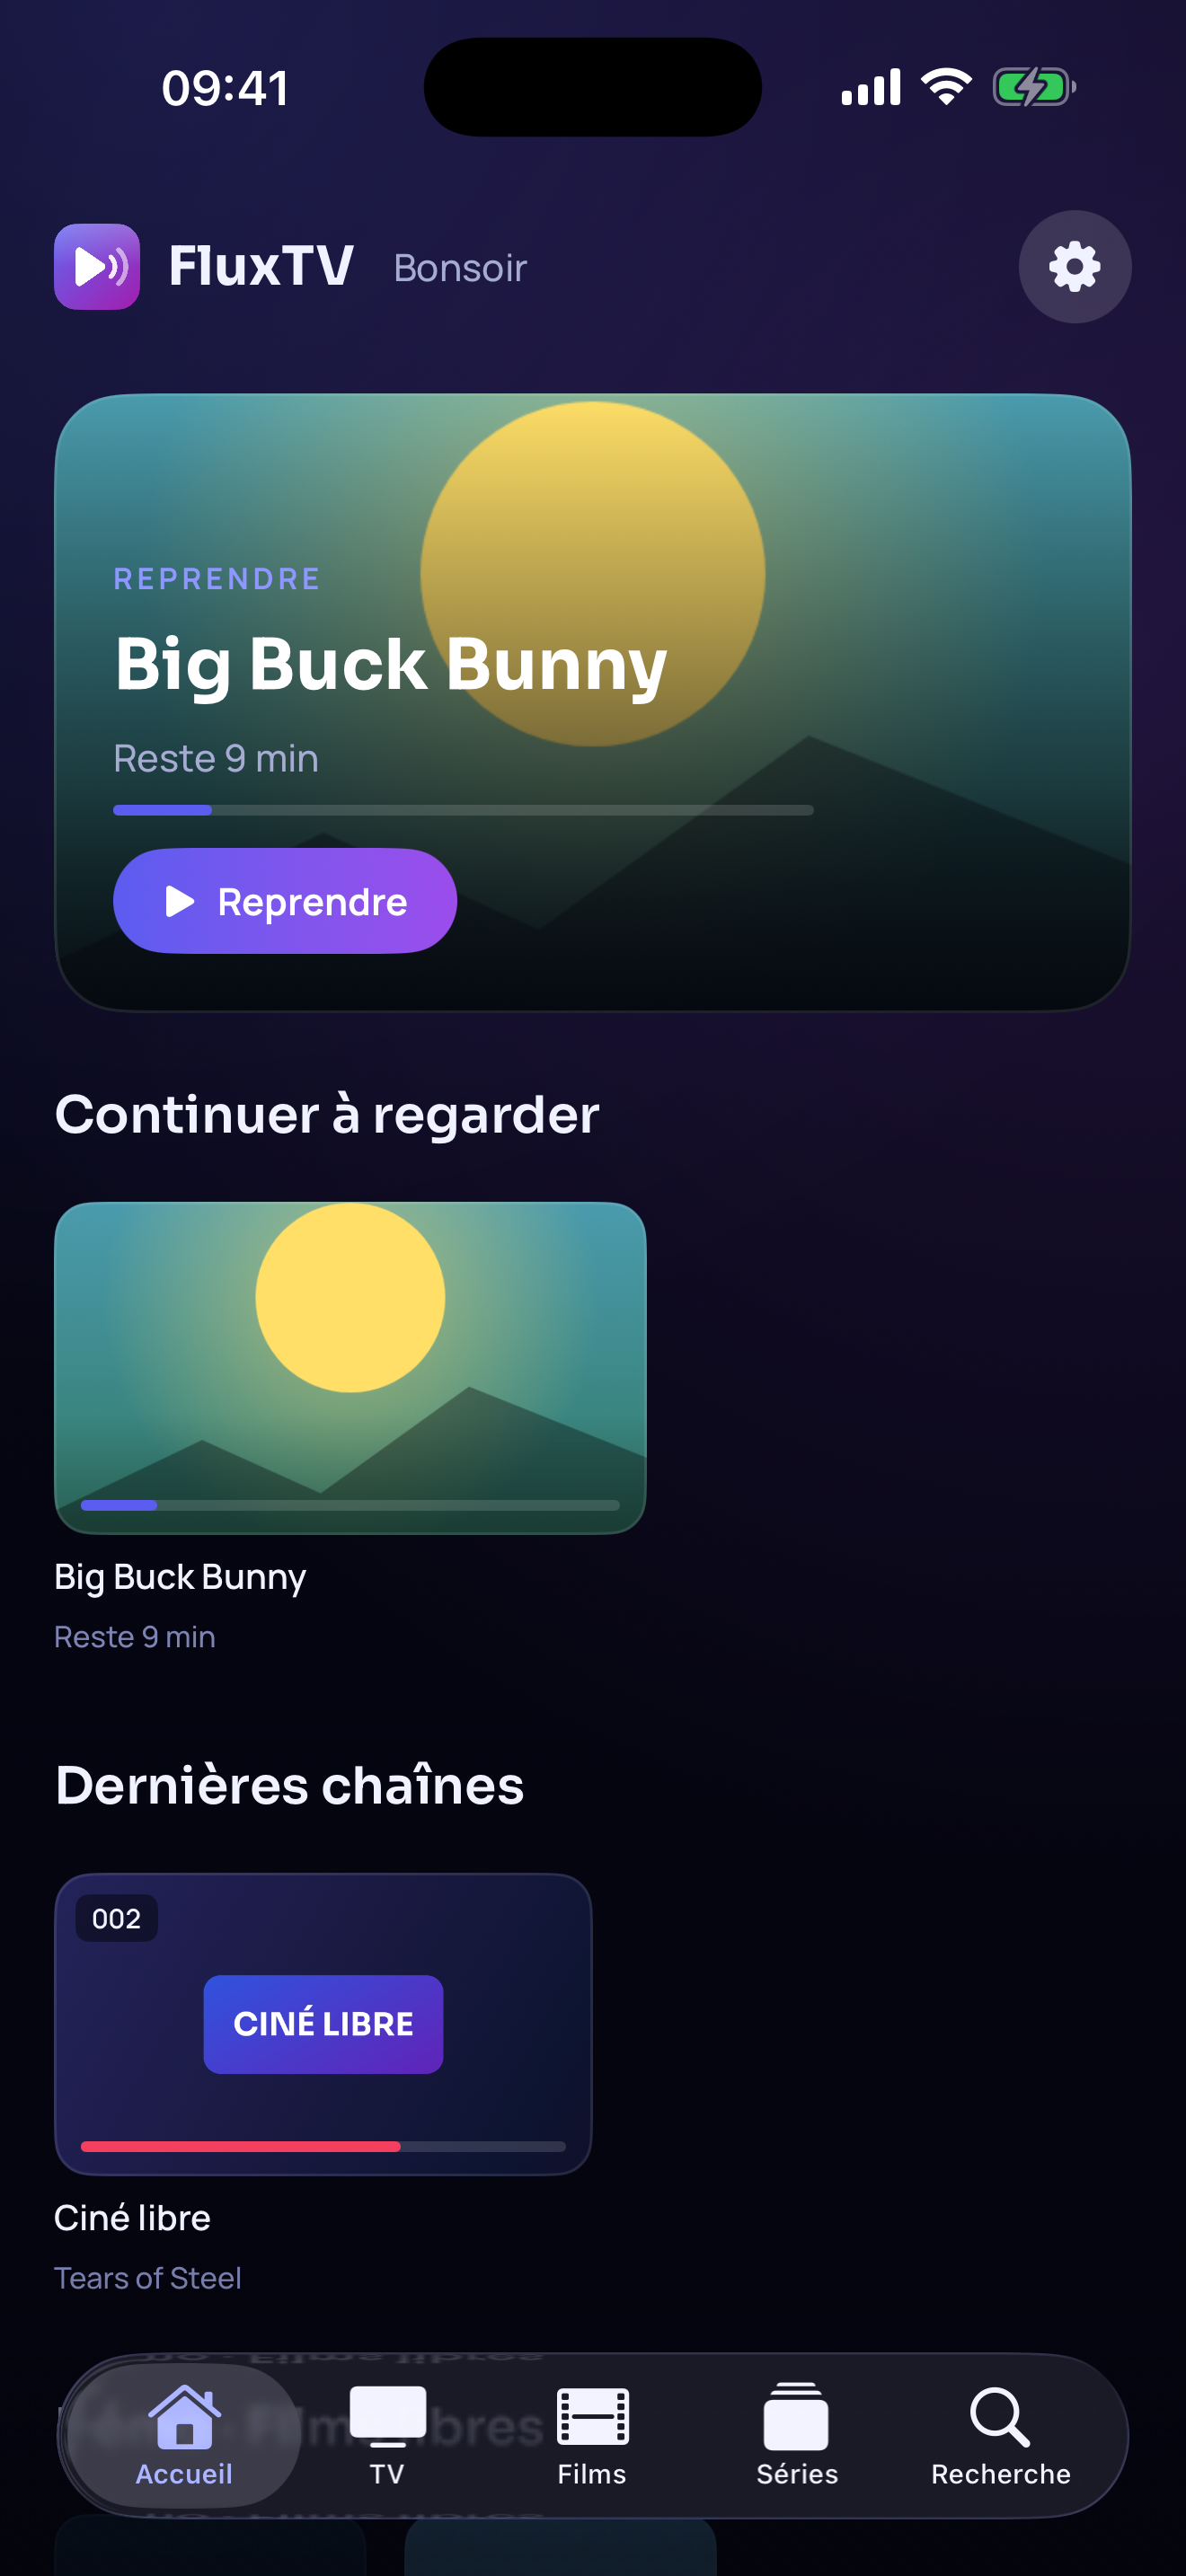 09:41
FluxTV Bonsoir
REPRENDRE
Big Buck Bunny
Reste 9 min
Reprendre
Continuer à regarder
Big Buck Bunny
Reste 9 min
Dernières chaînes
002
CINÉ LIBRE
Ciné libre
Tears of Steel
Accueil
TV
Films
Séries
Recherche